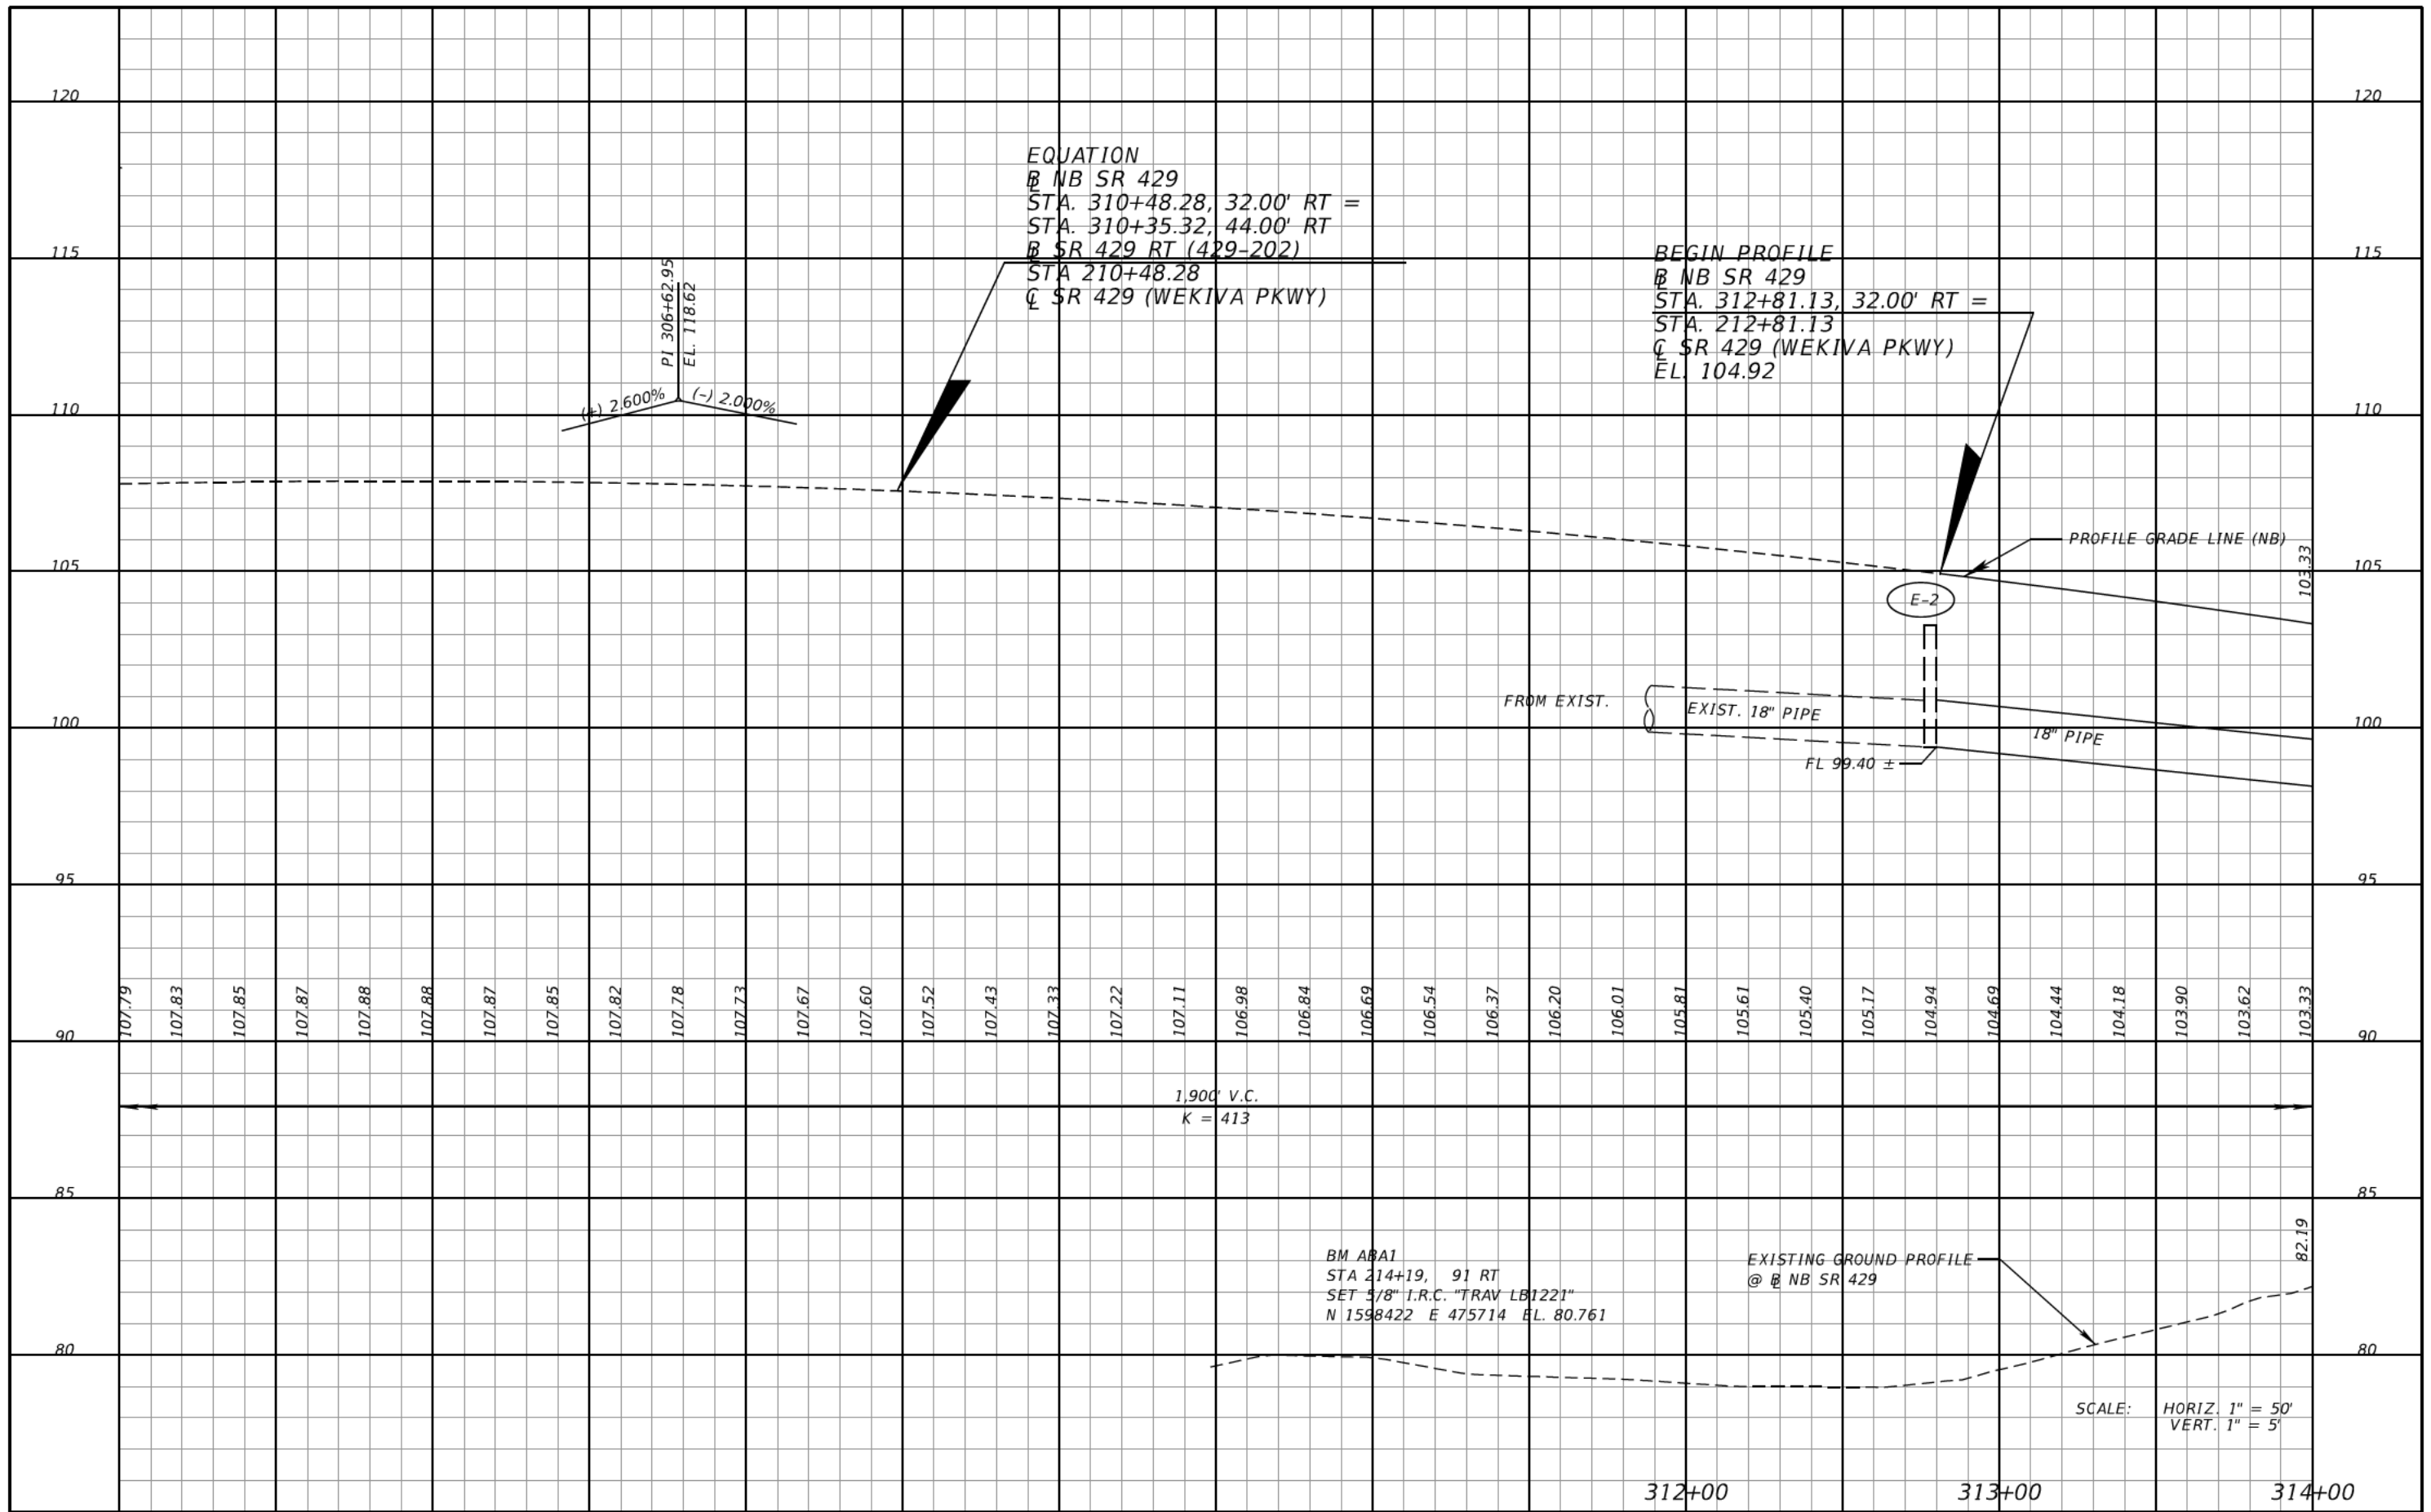 120
120
EQUATION
B NB SR 429
STA. 310+48.28, 32.00' RT =
STA. 310+35.32, 44.00' RT
B SR 429 RT (429-202)
STA 210+48.28
C SR 429 (WEKIVA PKWY)
BEGIN PROFILE
B NB SR 429
STA. 312+81.13, 32.00' RT =
STA. 212+81.13
C SR 429 (WEKIVA PKWY)
EL. 104.92
115
115
PI 306+62.95
EL. 118.62
(+) 2.600%
(-) 2.000%
110
110
PROFILE GRADE LINE (NB)
103.33
105
105
E-2
FROM EXIST.
EXIST. 18" PIPE
18" PIPE
100
100
FL 99.40 ±
95
95
107.79 107.83 107.85 107.87 107.88 107.88 107.87 107.85 107.82 107.78 107.73 107.67 107.60 107.52 107.43 107.33 107.22 107.11 106.98 106.84 106.69 106.54 106.37 106.20 106.01 105.81 105.61 105.40 105.17 104.94 104.69 104.44 104.18 103.90 103.62 103.33
90
90
1,900' V.C.
K = 413
85
85
BM ABA1
STA 214+19, 91 RT
SET 5/8" I.R.C. "TRAV LB1221"
N 1598422 E 475714 EL. 80.761
EXISTING GROUND PROFILE
@ B NB SR 429
82.19
80
80
SCALE: HORIZ. 1" = 50'
VERT. 1" = 5'
312+00
313+00
314+00